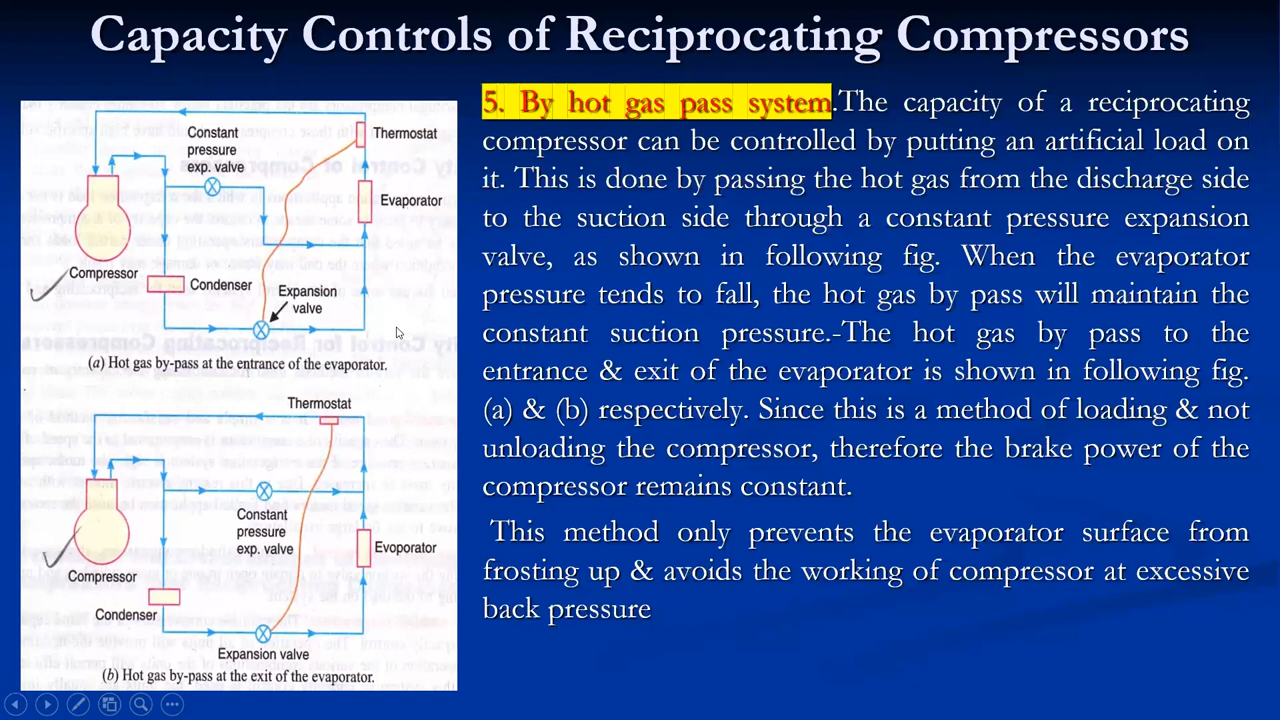 Capacity Controls of Reciprocating Compressors
Constant
pressure
exp. valve
Thermostat
Evaporator
Compressor
Condenser
Expansion
valve
(a) Hot gas by-pass at the entrance of the evaporator.
Thermostat
Constant
pressure
exp. valve
Evoporator
Compressor
Condenser
Expansion valve
(b) Hot gas by-pass at the exit of the evaporator.
5. By hot gas pass system.The capacity of a reciprocating
compressor can be controlled by putting an artificial load on
it. This is done by passing the hot gas from the discharge side
to the suction side through a constant pressure expansion
valve, as shown in following fig. When the evaporator
pressure tends to fall, the hot gas by pass will maintain the
constant suction pressure.-The hot gas by pass to the
entrance & exit of the evaporator is shown in following fig.
(a) & (b) respectively. Since this is a method of loading & not
unloading the compressor, therefore the brake power of the
compressor remains constant.
This method only prevents the evaporator surface from
frosting up & avoids the working of compressor at excessive
back pressure